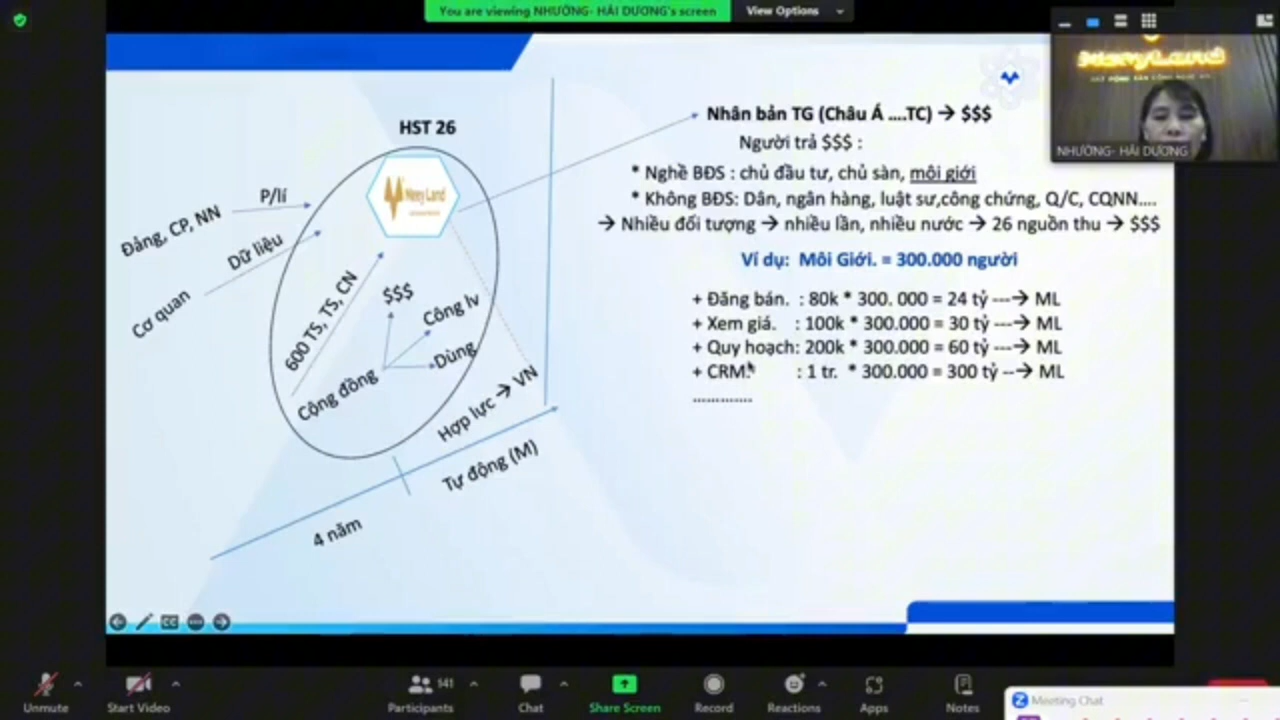 You are viewing NHƯỜNG- HẢI DƯƠNG's screen
View Options
MeeyLand
NHƯỜNG- HẢI DƯƠNG
HST 26
Meey Land
Đảng, CP, NN
P/lí
Cơ quan
Dữ liệu
600 TS, TS, CN
$$$
Công lv
Dùng
Cộng đồng
Hợp lực → VN
Tự động (M)
4 năm
Nhân bản TG (Châu Á ....TC) → $$$
Người trả $$$ :
* Nghề BĐS : chủ đầu tư, chủ sàn, môi giới
* Không BĐS: Dân, ngân hàng, luật sư,công chứng, Q/C, CQNN....
→ Nhiều đối tượng → nhiều lần, nhiều nước → 26 nguồn thu → $$$
Ví dụ: Môi Giới. = 300.000 người
+ Đăng bán. : 80k * 300. 000 = 24 tỷ ---→ ML
+ Xem giá. : 100k * 300.000 = 30 tỷ ---→ ML
+ Quy hoạch: 200k * 300.000 = 60 tỷ ---→ ML
+ CRM. : 1 tr. * 300.000 = 300 tỷ --→ ML
.............
Unmute
Start Video
141
Participants
Chat
Share Screen
Record
Reactions
Apps
Notes
Meeting Chat